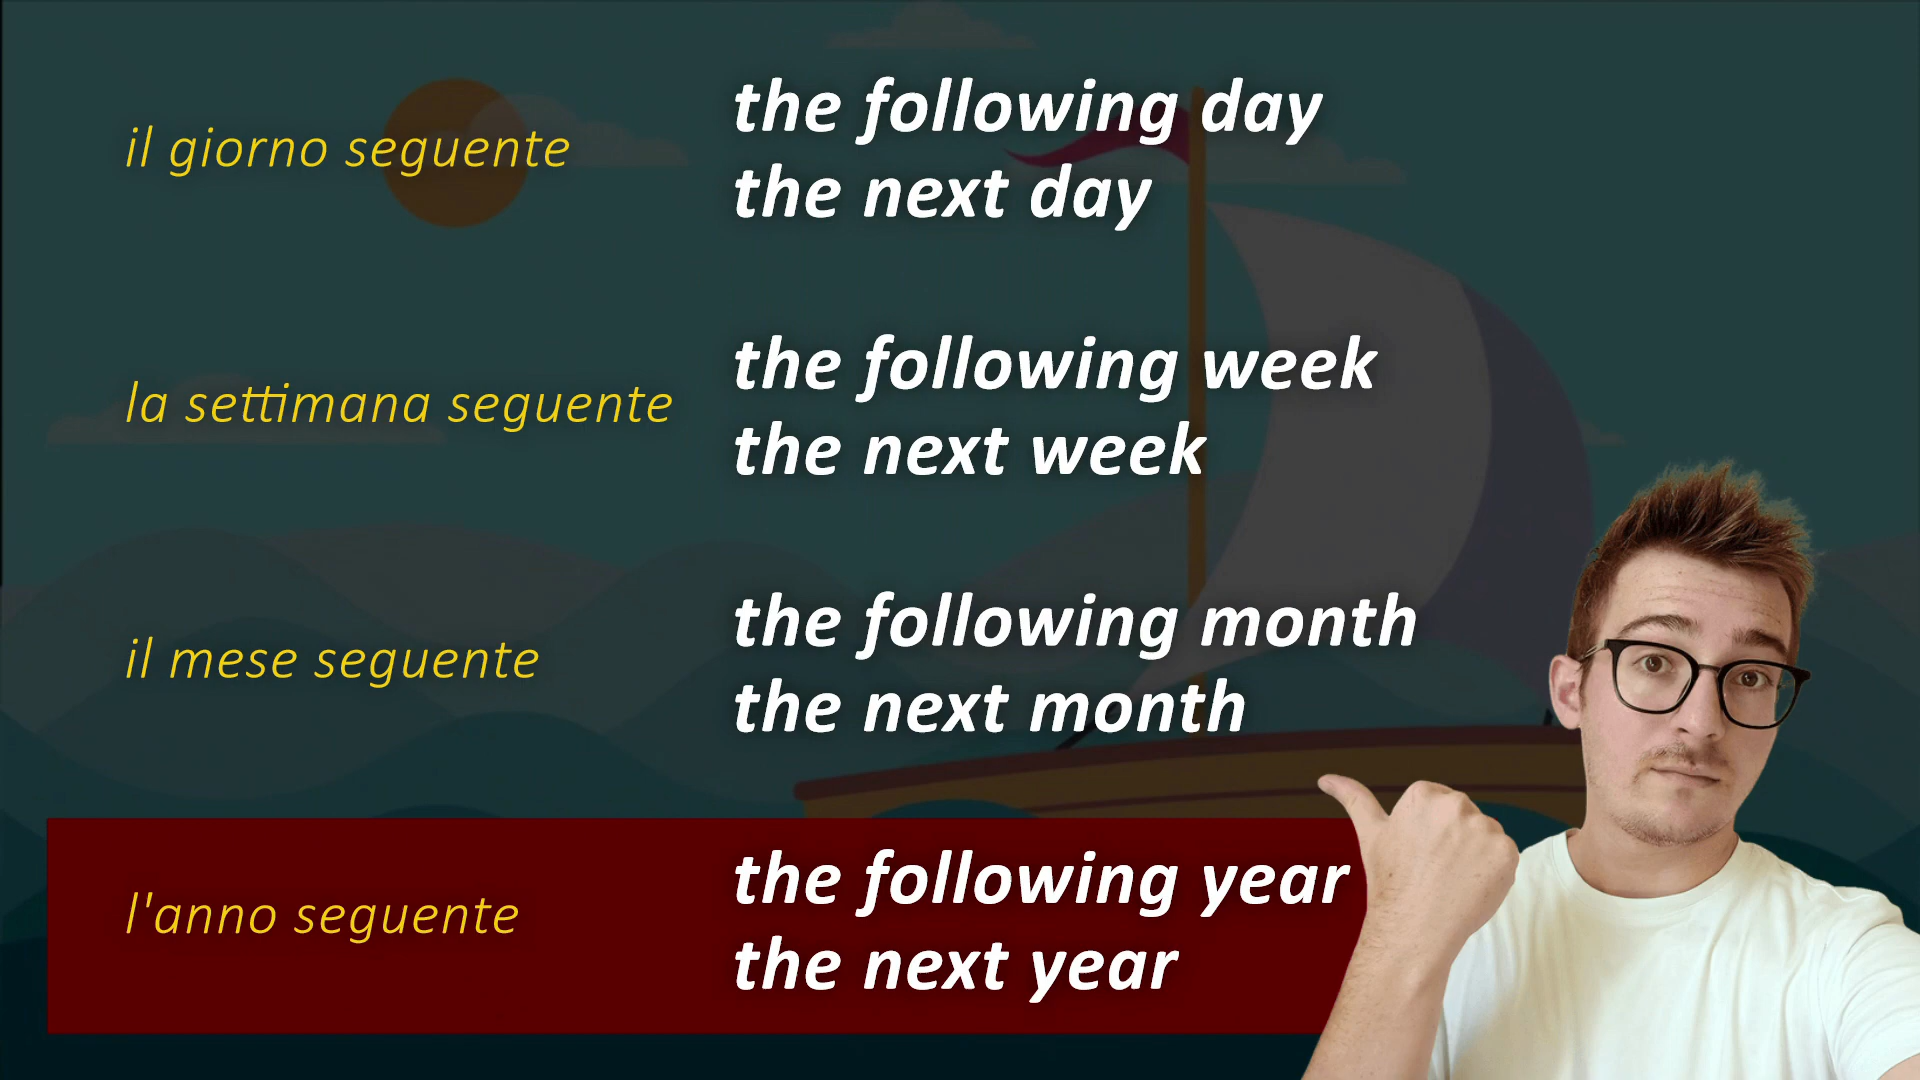 il giorno seguente
the following day
the next day
la settimana seguente
the following week
the next week
il mese seguente
the following month
the next month
l'anno seguente
the following year
the next year